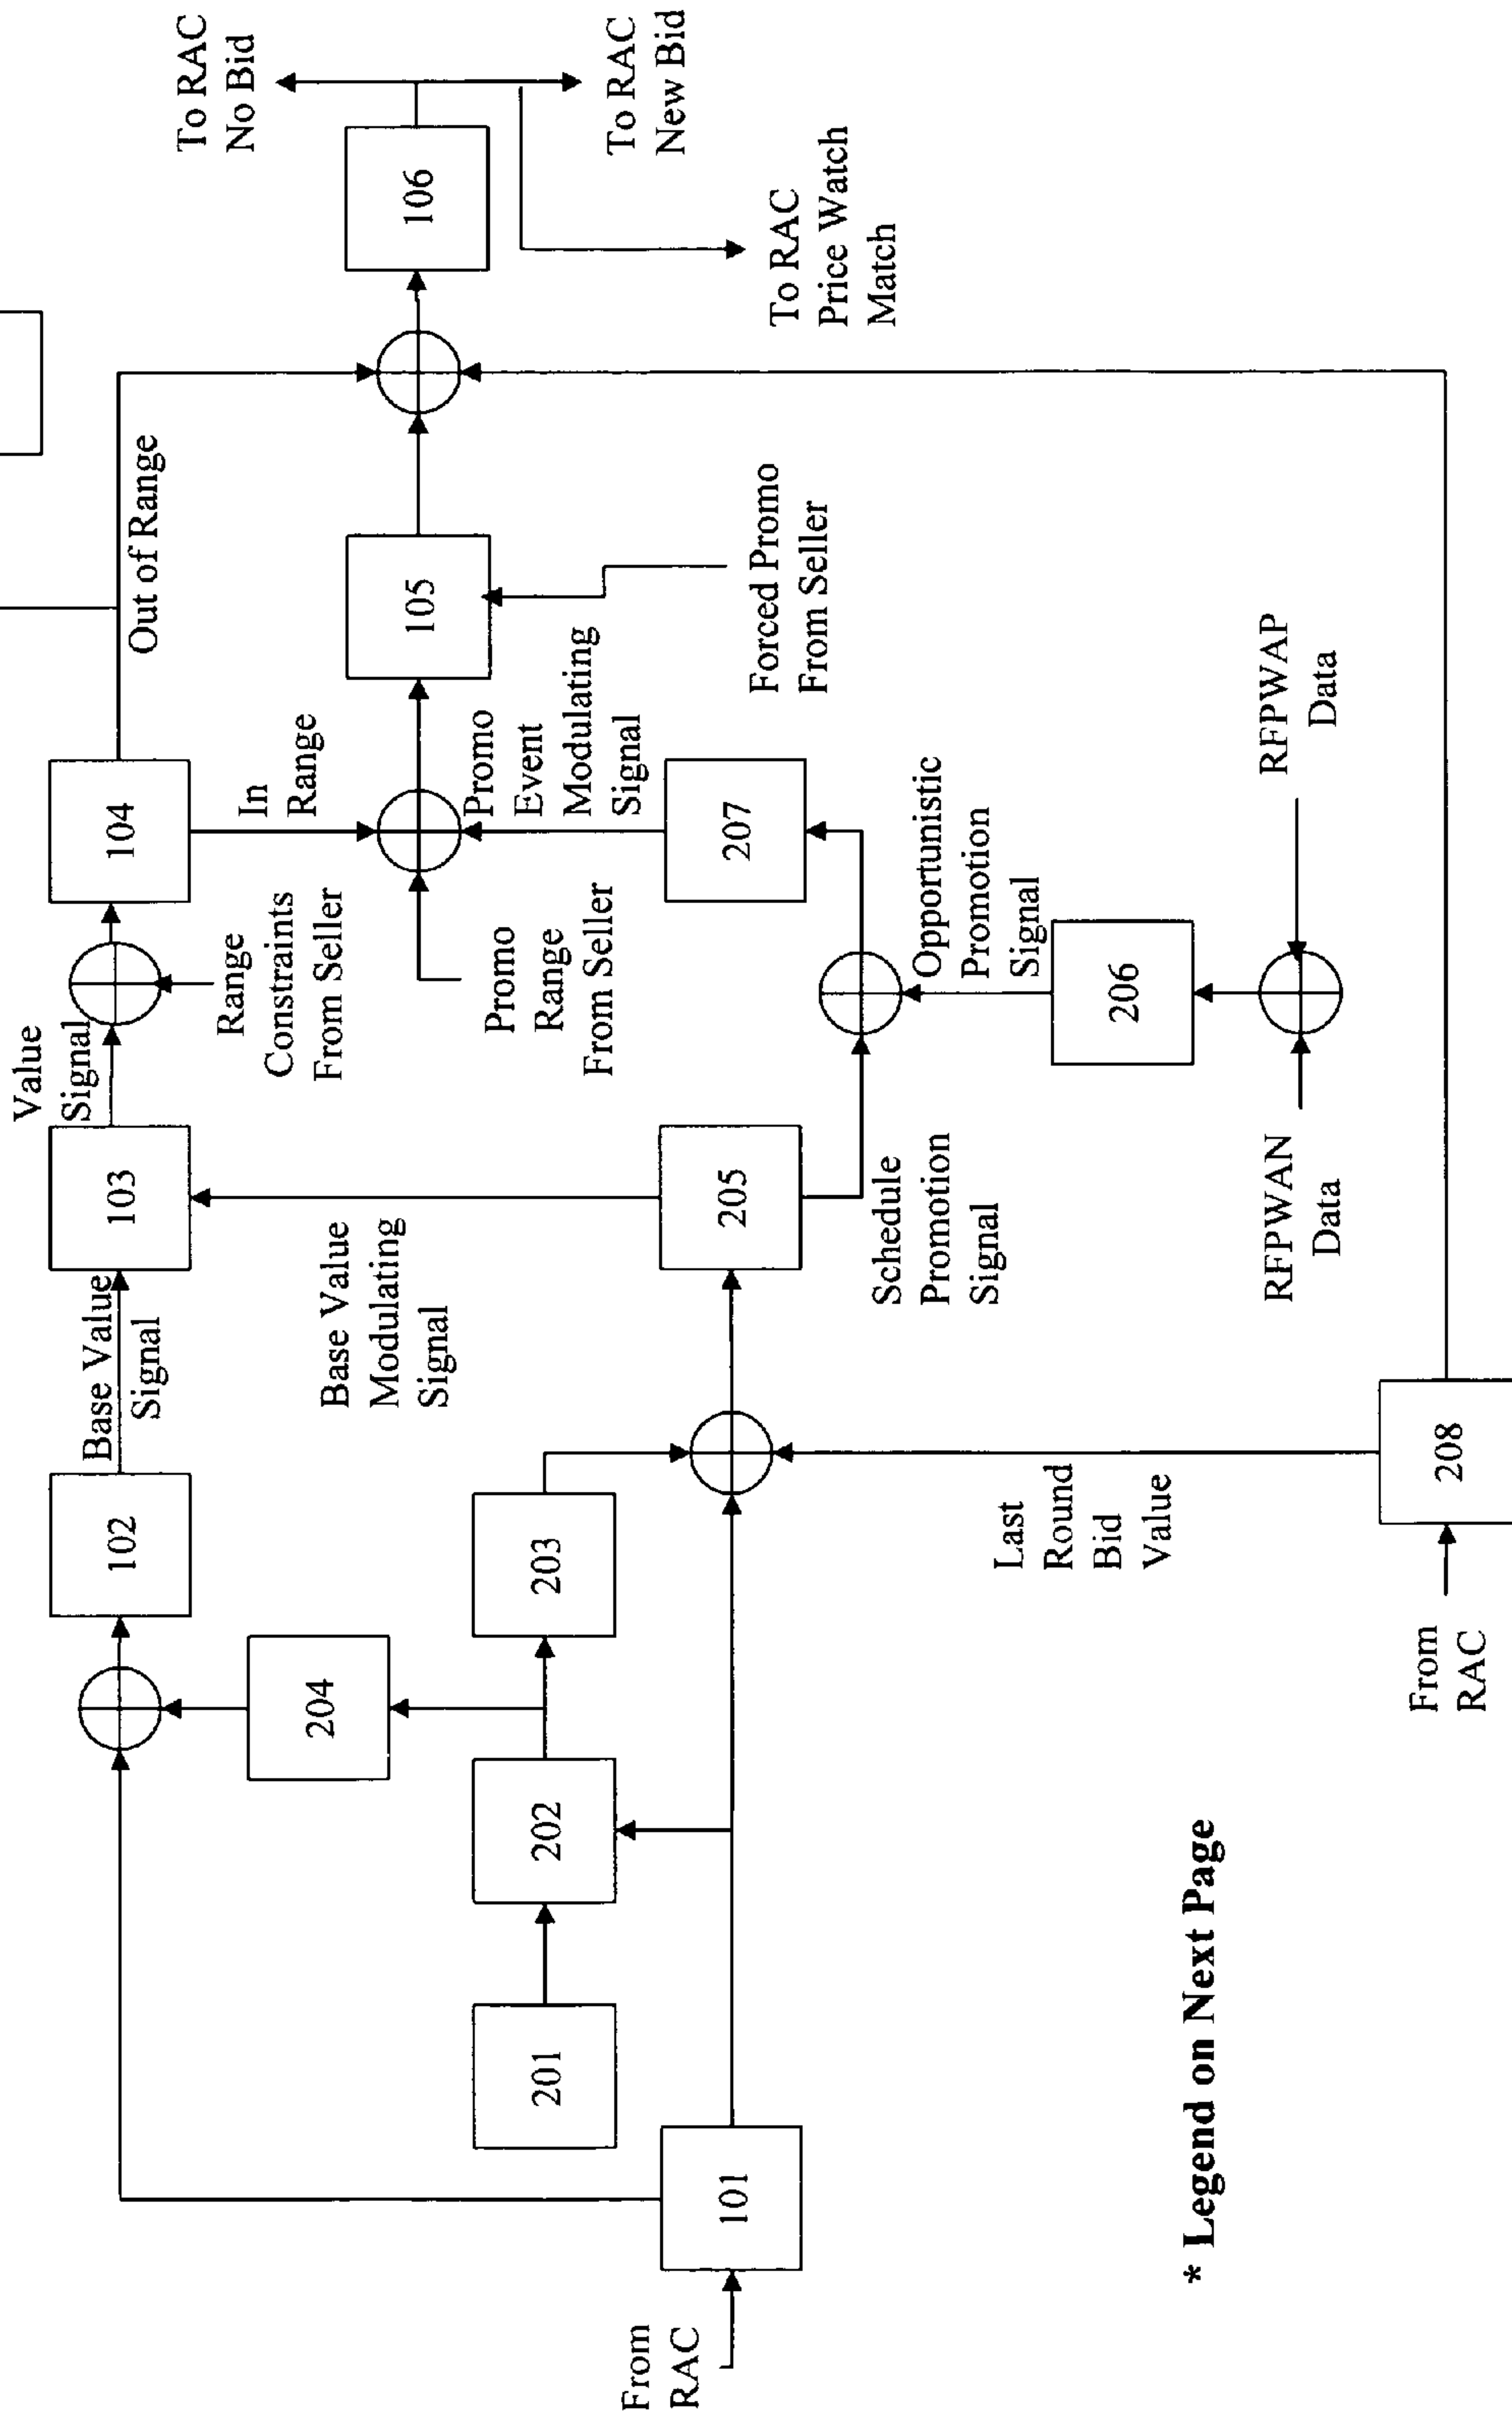 To RAC
No Bid
106
To RAC
New Bid
To RAC
Price Watch
Match
Out of Range
105
Forced Promo
From Seller
104
In
Range
Promo
Event
Modulating
Signal
207
Opportunistic
Promotion
Signal
206
RFPWAP
Data
Value
Signal
Range
Constraints
From Seller
Promo
Range
From Seller
103
Base Value
Modulating
Signal
205
Schedule
Promotion
Signal
RFPWAN
Data
Base Value
Signal
102
203
Last
Round
Bid
Value
208
From
RAC
204
202
201
101
From
RAC
* Legend on Next Page